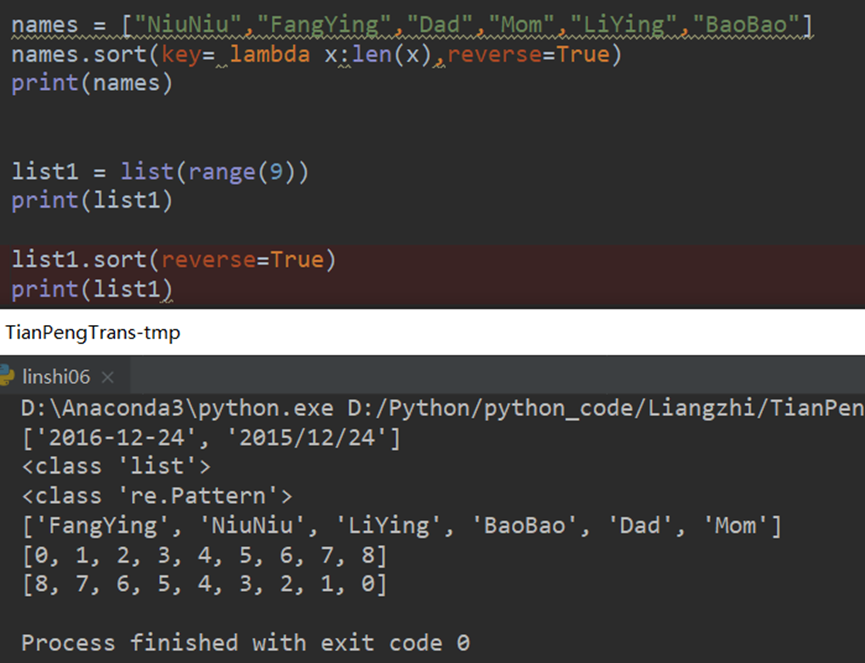 names = ["NiuNiu","FangYing","Dad","Mom","LiYing","BaoBao"]
names.sort(key= lambda x:len(x),reverse=True)
print(names)
list1 = list(range(9))
print(list1)
list1.sort(reverse=True)
print(list1)
TianPengTrans-tmp
linshi06 ×
D:\Anaconda3\python.exe D:/Python/python_code/Liangzhi/TianPen
['2016-12-24', '2015/12/24']
<class 'list'>
<class 're.Pattern'>
['FangYing', 'NiuNiu', 'LiYing', 'BaoBao', 'Dad', 'Mom']
[0, 1, 2, 3, 4, 5, 6, 7, 8]
[8, 7, 6, 5, 4, 3, 2, 1, 0]
Process finished with exit code 0